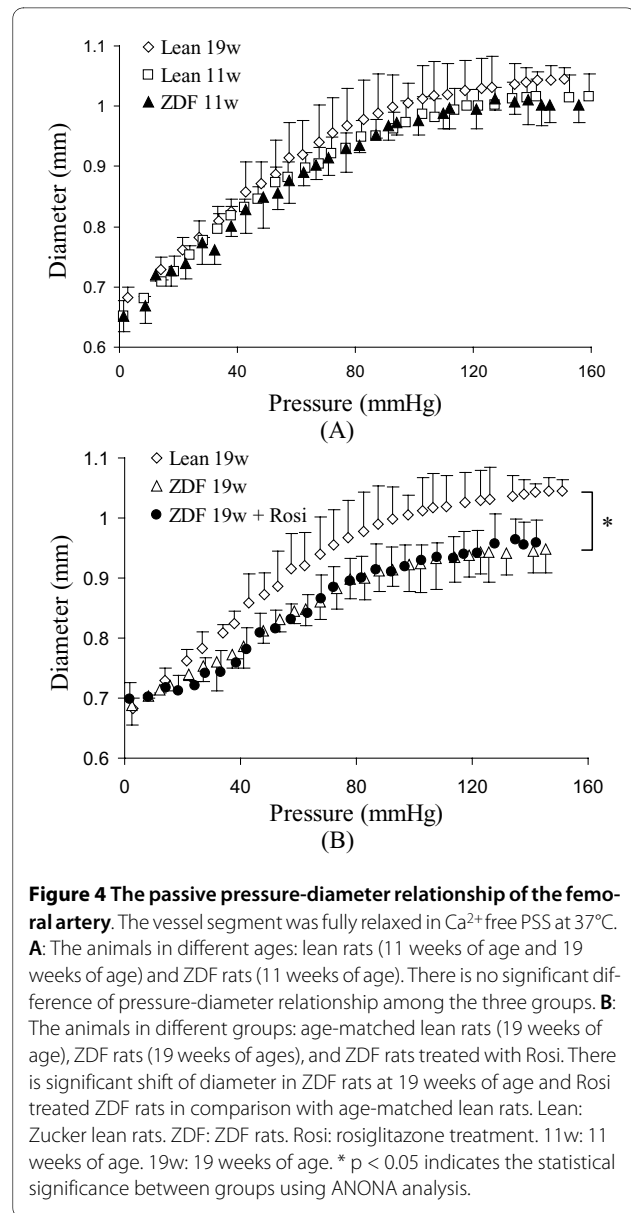 1.1
◇ Lean 19w
□ Lean 11w
▲ ZDF 11w
1
0.9
0.8
0.7
0.6
Diameter (mm)
0 40 80 120 160
Pressure (mmHg)
(A)
1.1
◇ Lean 19w
△ ZDF 19w
● ZDF 19w + Rosi
*
1
0.9
0.8
0.7
0.6
Diameter (mm)
0 40 80 120 160
Pressure (mmHg)
(B)
Figure 4 The passive pressure-diameter relationship of the femo-
ral artery. The vessel segment was fully relaxed in Ca²⁺ free PSS at 37°C.
A: The animals in different ages: lean rats (11 weeks of age and 19
weeks of age) and ZDF rats (11 weeks of age). There is no significant dif-
ference of pressure-diameter relationship among the three groups. B:
The animals in different groups: age-matched lean rats (19 weeks of
age), ZDF rats (19 weeks of ages), and ZDF rats treated with Rosi. There
is significant shift of diameter in ZDF rats at 19 weeks of age and Rosi
treated ZDF rats in comparison with age-matched lean rats. Lean:
Zucker lean rats. ZDF: ZDF rats. Rosi: rosiglitazone treatment. 11w: 11
weeks of age. 19w: 19 weeks of age. * p < 0.05 indicates the statistical
significance between groups using ANONA analysis.